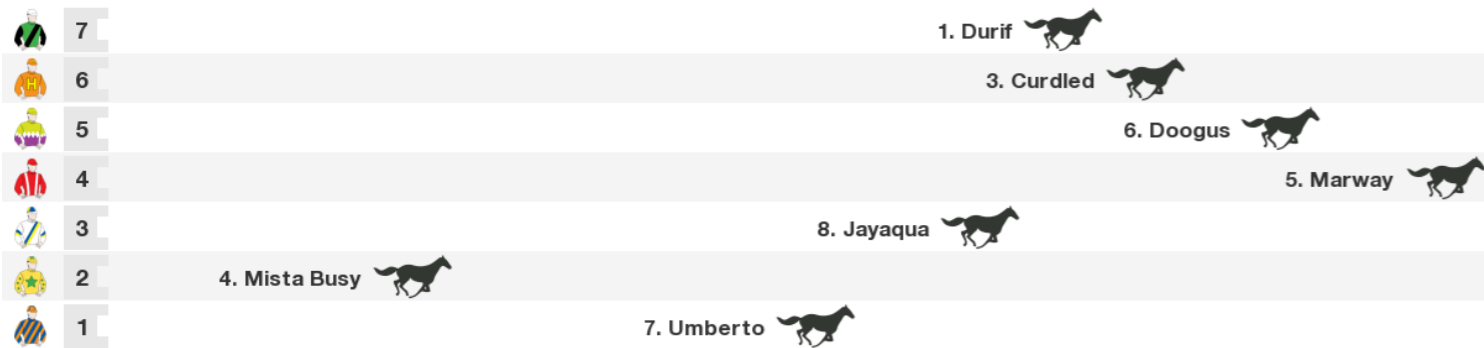 7 1. Durif
H 6 3. Curdled
5 6. Doogus
4 5. Marway
3 8. Jayaqua
2 4. Mista Busy
1 7. Umberto